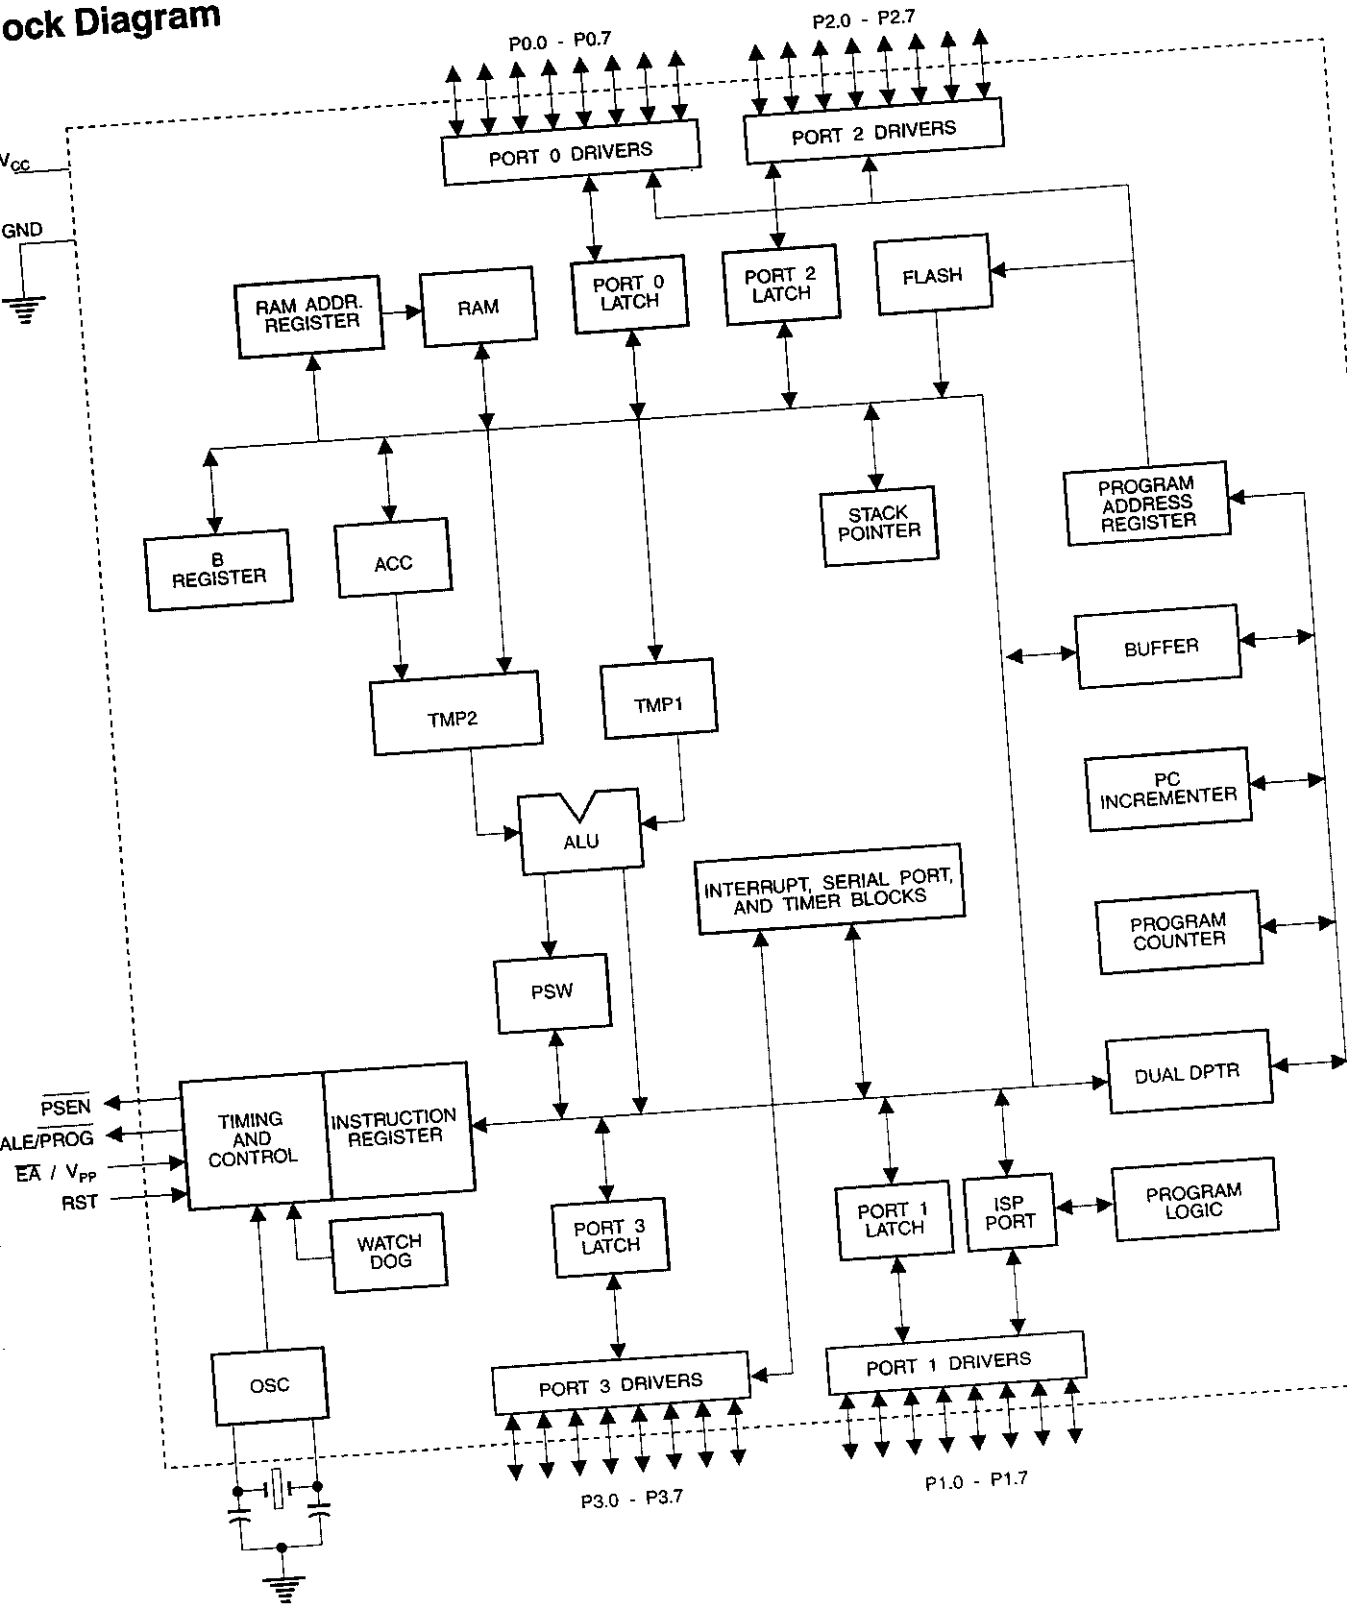 ock Diagram
P0.0 - P0.7
P2.0 - P2.7
VCC
GND
PORT 0 DRIVERS
PORT 2 DRIVERS
RAM ADDR.
REGISTER
RAM
PORT 0
LATCH
PORT 2
LATCH
FLASH
B
REGISTER
ACC
STACK
POINTER
PROGRAM
ADDRESS
REGISTER
BUFFER
TMP2
TMP1
PC
INCREMENTER
ALU
INTERRUPT, SERIAL PORT,
AND TIMER BLOCKS
PROGRAM
COUNTER
PSW
DUAL DPTR
PSEN
ALE/PROG
EA / VPP
RST
TIMING
AND
CONTROL
INSTRUCTION
REGISTER
WATCH
DOG
PORT 3
LATCH
PORT 1
LATCH
ISP
PORT
PROGRAM
LOGIC
OSC
PORT 3 DRIVERS
PORT 1 DRIVERS
P3.0 - P3.7
P1.0 - P1.7